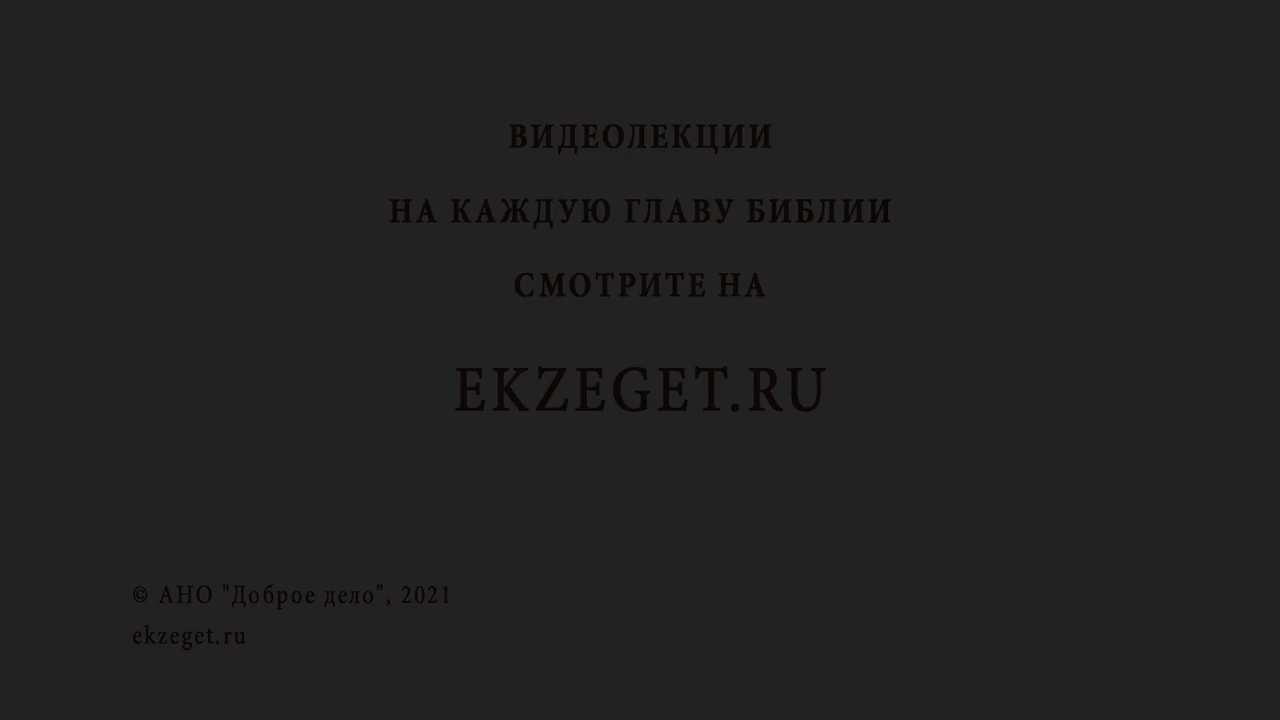 ВИДЕОЛЕКЦИИ
НА КАЖДУЮ ГЛАВУ БИБЛИИ
СМОТРИТЕ НА
EKZEGET.RU
© АНО "Доброе дело", 2021
ekzeget.ru